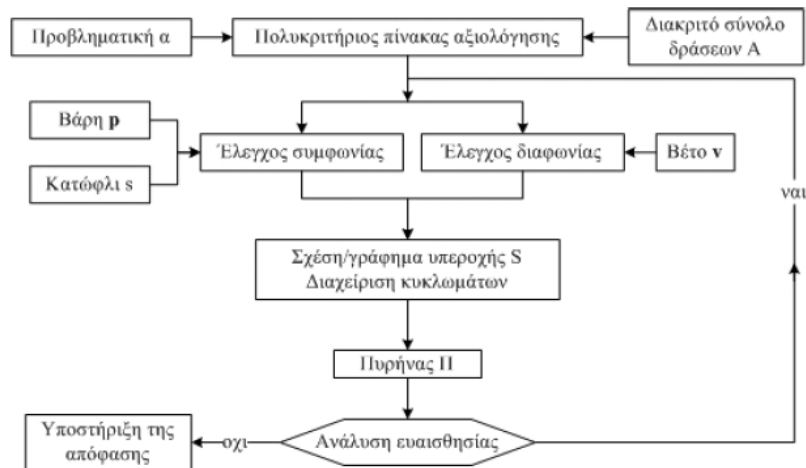 Προβληματική α
Πολυκριτήριος πίνακας αξιολόγησης
Διακριτό σύνολο
δράσεων Α
Βάρη p
Κατώφλι s
Έλεγχος συμφωνίας
Έλεγχος διαφωνίας
Βέτο v
ναι
Σχέση/γράφημα υπεροχής S
Διαχείριση κυκλωμάτων
Πυρήνας Π
Υποστήριξη της
απόφασης
οχι
Ανάλυση ευαισθησίας